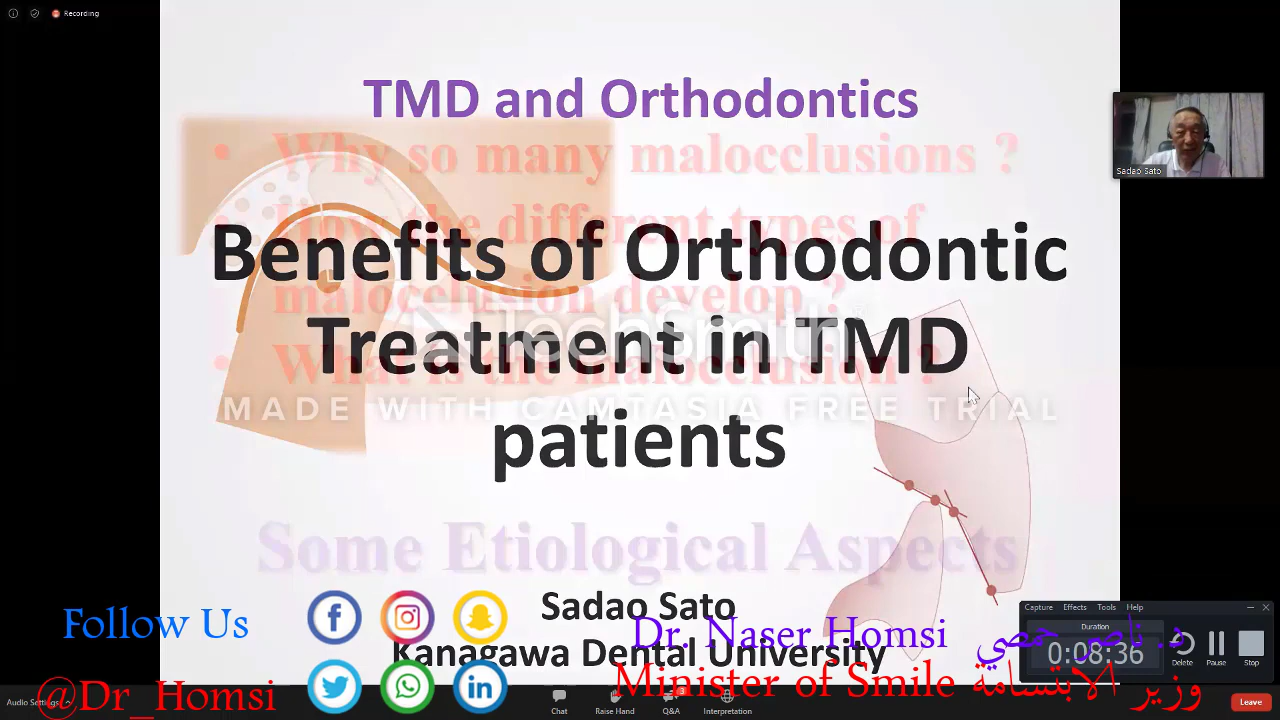 Recording
TMD and Orthodontics
• Why so many malocclusions ?
• How the different types of
malocclusion develop ?
• What is the malocclusion ?
Benefits of Orthodontic
Treatment in TMD
patients
TechSmith
MADE WITH CAMTASIA FREE TRIAL
Some Etiological Aspects
Sadao Sato
Kanagawa Dental University
Sadao Sato
Follow Us
@Dr_Homsi
Dr. Naser Homsi د. ناصر حمصي
Minister of Smile وزير الابتسامة
Capture Effects Tools Help
Duration
0:08:36
Delete Pause Stop
Audio Settings
Chat
Raise Hand
3
Q&A
Interpretation
Leave